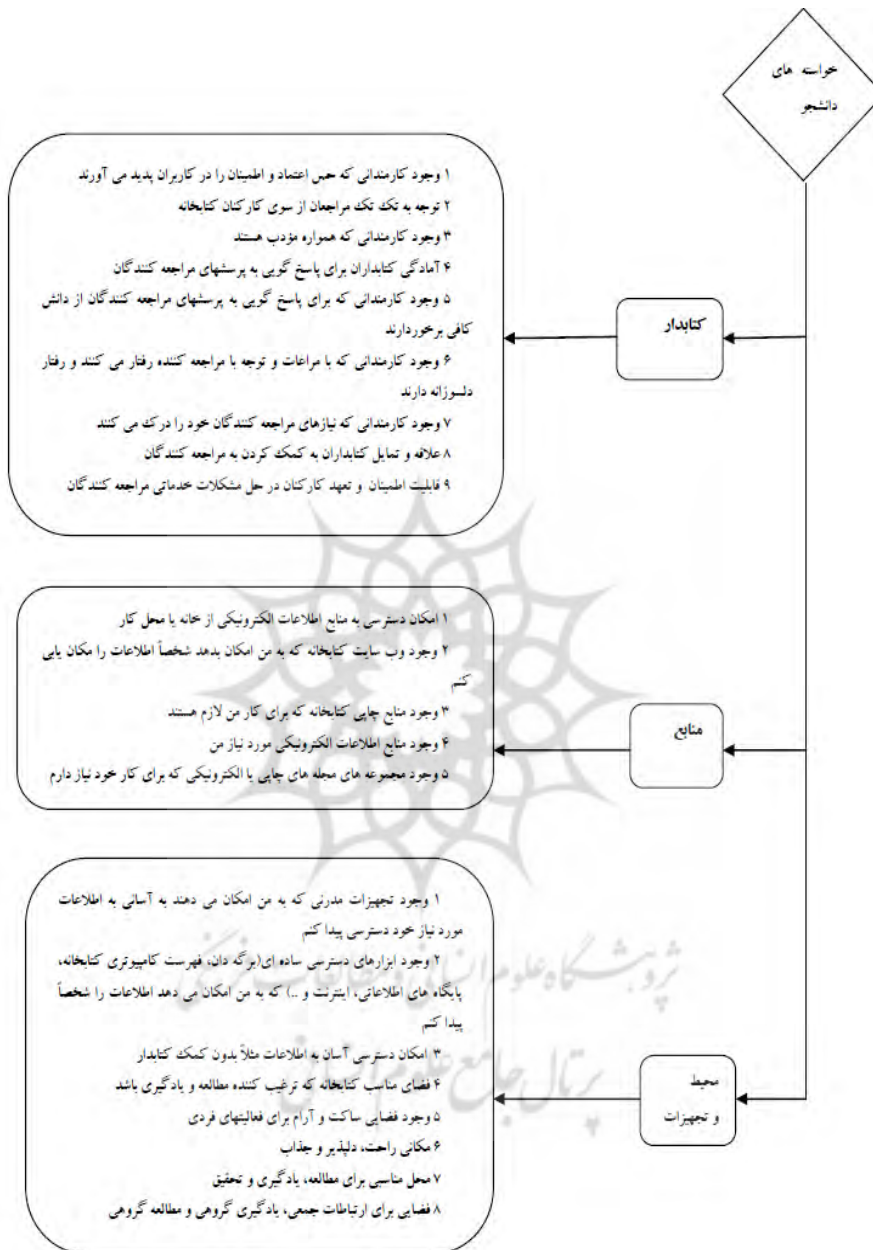 خواسته های
دانشجو
کتابدار
۱ وجود کارمندانی که حس اعتماد و اطمینان را در کاربران پدید می آورند
۲ توجه به تک تک مراجعان از سوی کارکنان کتابخانه
۳ وجود کارمندانی که همواره مؤدب هستند
۴ آمادگی کتابداران برای پاسخ گویی به پرسشهای مراجعه کنندگان
۵ وجود کارمندانی که برای پاسخ گویی به پرسشهای مراجعه کنندگان از دانش
کافی برخوردارند
۶ وجود کارمندانی که با مراعات و توجه با مراجعه کننده رفتار می کنند و رفتار
دلسوزانه دارند
۷ وجود کارمندانی که نیازهای مراجعه کنندگان خود را درک می کنند
۸ علاقه و تمایل کتابداران به کمک کردن به مراجعه کنندگان
۹ قابلیت اطمینان و تعهد کارکنان در حل مشکلات خدماتی مراجعه کنندگان
منابع
۱ امکان دسترسی به منابع اطلاعات الکترونیکی از خانه یا محل کار
۲ وجود وب سایت کتابخانه که به من امکان بدهد شخصاً اطلاعات را مکان یابی
کنم
۳ وجود منابع چاپی کتابخانه که برای کار من لازم هستند
۴ وجود منابع اطلاعات الکترونیکی مورد نیاز من
۵ وجود مجموعه های مجله های چاپی یا الکترونیکی که برای کار خود نیاز دارم
محیط
و تجهیزات
۱ وجود تجهیزات مدرنی که به من امکان می دهند به آسانی به اطلاعات
مورد نیاز خود دسترسی پیدا کنم
۲ وجود ابزارهای دسترسی ساده ای(برگه دان، فهرست کامپیوتری کتابخانه،
پایگاه های اطلاعاتی، اینترنت و ..) که به من امکان می دهد اطلاعات را شخصاً
پیدا کنم
۳ امکان دسترسی آسان به اطلاعات مثلاً بدون کمک کتابدار
۴ فضای مناسب کتابخانه که ترغیب کننده مطالعه و یادگیری باشد
۵ وجود فضایی ساکت و آرام برای فعالیتهای فردی
۶ مکانی راحت، دلپذیر و جذاب
۷ محل مناسبی برای مطالعه، یادگیری و تحقیق
۸ فضایی برای ارتباطات جمعی، یادگیری گروهی و مطالعه گروهی
پژوهشگاه علوم انسانی و مطالعات فرهنگی
پرتال جامع علوم انسانی